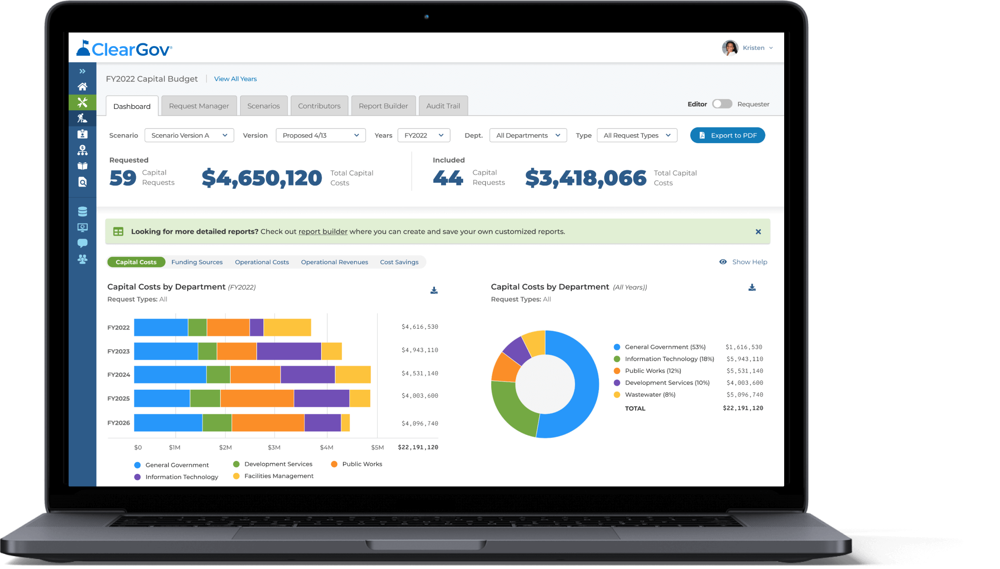 ClearGov®
Kristen
FY2022 Capital Budget
View All Years
Dashboard
Request Manager
Scenarios
Contributors
Report Builder
Audit Trail
Editor
Requester
Scenario
Scenario Version A
Version
Proposed 4/13
Years
FY2022
Dept.
All Departments
Type
All Request Types
Export to PDF
Requested
59
Capital
Requests
$4,650,120
Total Capital
Costs
Included
44
Capital
Requests
$3,418,066
Total Capital
Costs
Looking for more detailed reports? Check out report builder where you can create and save your own customized reports.
Capital Costs
Funding Sources
Operational Costs
Operational Revenues
Cost Savings
Show Help
Capital Costs by Department (FY2022)
Request Types: All
FY2022
$4,616,530
FY2023
$4,943,110
FY2024
$4,531,140
FY2025
$4,003,600
FY2026
$4,096,740
$0
$1M
$2M
$3M
$4M
$5M
$22,191,120
General Government
Development Services
Public Works
Information Technology
Facilities Management
Capital Costs by Department (All Years))
Request Types: All
General Government (53%) $1,616,530
Information Technology (18%) $5,943,110
Public Works (12%) $5,531,140
Development Services (10%) $4,003,600
Wastewater (8%) $5,096,740
TOTAL $22,191,120